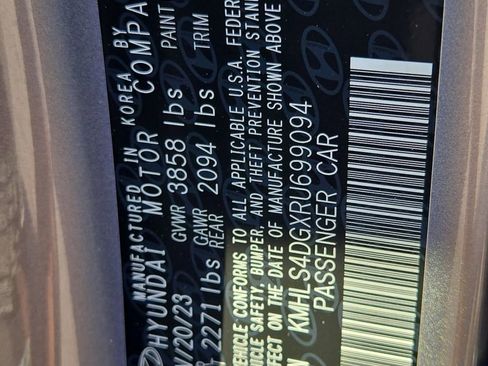 MANUFACTURED IN KOREA BY
HYUNDAI MOTOR COMPA
/20/23 GVWR 3858 lbs PAINT
2271 lbs GAWR REAR 2094 lbs TRIM
VEHICLE CONFORMS TO ALL APPLICABLE U.S.A. FEDER
VEHICLE SAFETY, BUMPER, AND THEFT PREVENTION STAN
EFFECT ON THE DATE OF MANUFACTURE SHOWN ABOVE
KMHLS4DGXRU699094
PASSENGER CAR